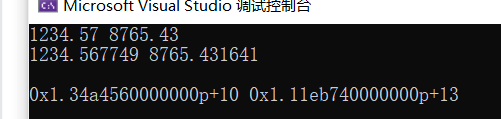 Microsoft Visual Studio 调试控制台
1234.57 8765.43
1234.567749 8765.431641
0x1.34a4560000000p+10 0x1.11eb740000000p+13